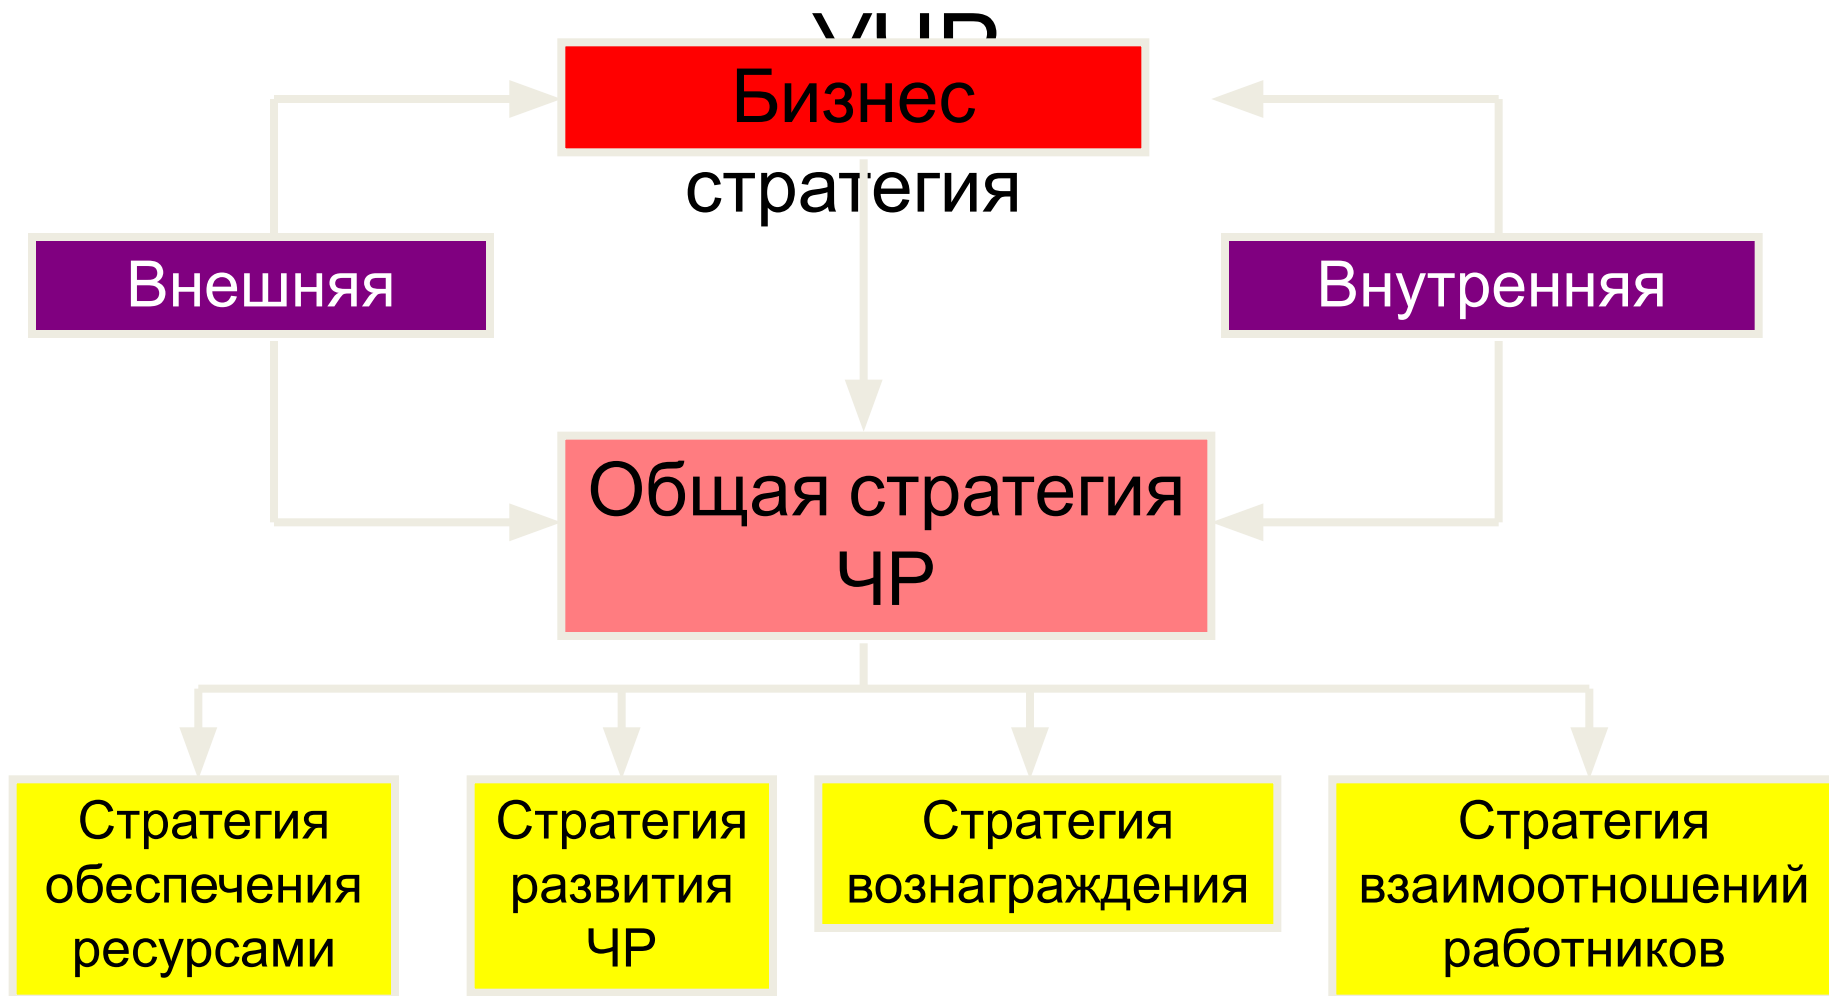 Бизнес
стратегия
Внешняя
Внутренняя
Общая стратегия
ЧР
Стратегия
обеспечения
ресурсами
Стратегия
развития
ЧР
Стратегия
вознаграждения
Стратегия
взаимоотношений
работников